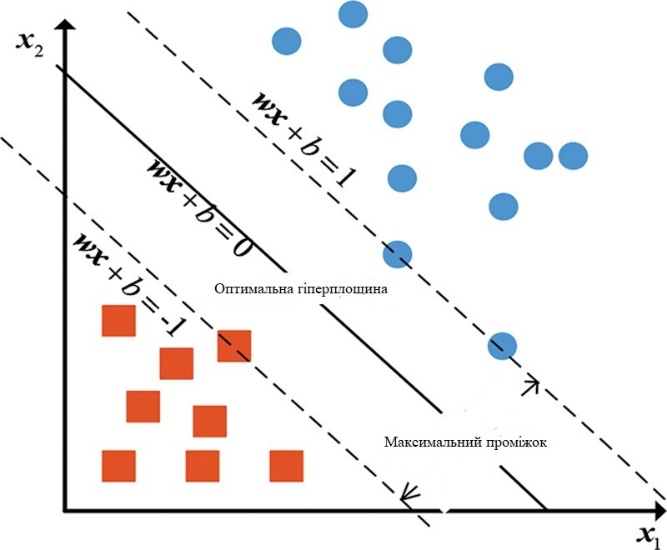 x₂
wx + b = 1
wx + b = 0
wx + b = -1
Оптимальна гіперплощина
Максимальний проміжок
x₁